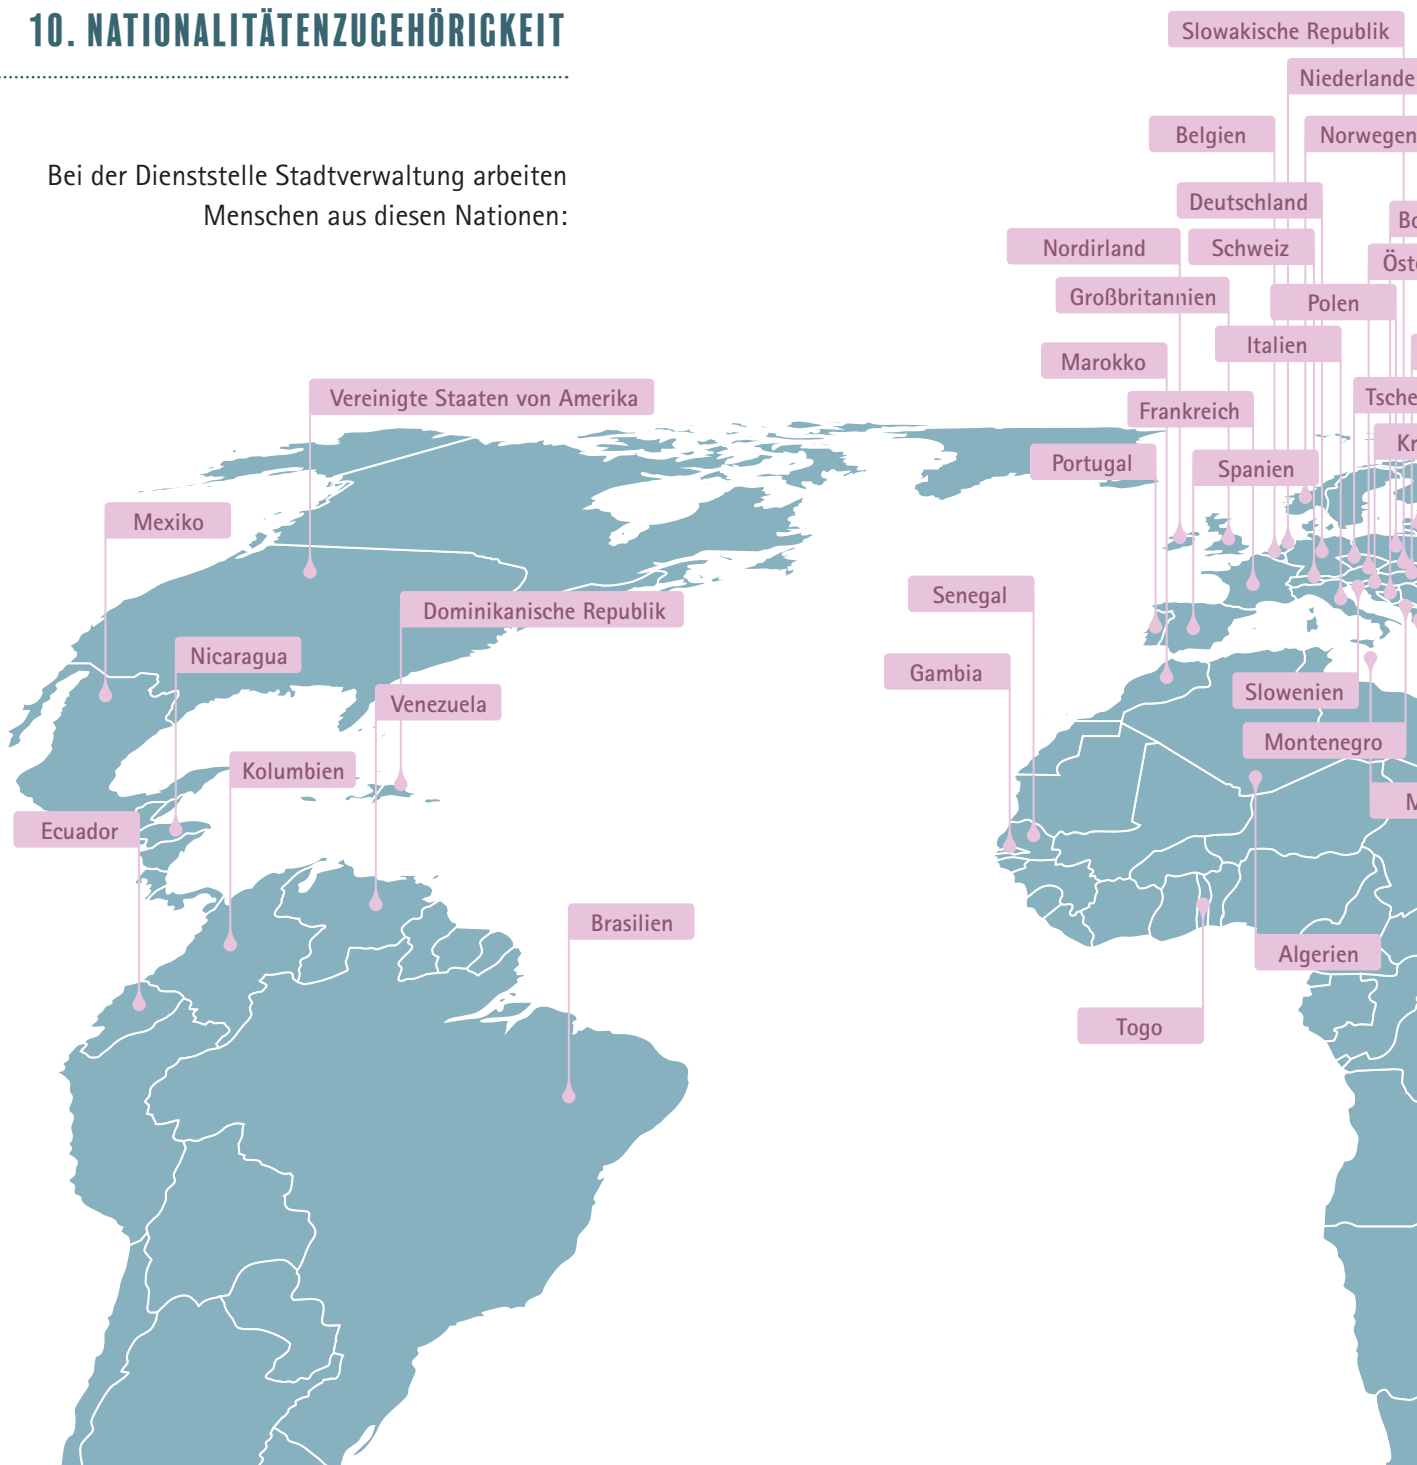 10. NATIONALITÄTENZUGEHÖRIGKEIT
Bei der Dienststelle Stadtverwaltung arbeiten
Menschen aus diesen Nationen:
Slowakische Republik
Niederlande
Belgien
Norwegen
Deutschland
Nordirland
Schweiz
Großbritannien
Polen
Italien
Marokko
Vereinigte Staaten von Amerika
Frankreich
Portugal
Spanien
Mexiko
Senegal
Dominikanische Republik
Nicaragua
Gambia
Slowenien
Venezuela
Montenegro
Kolumbien
Ecuador
Brasilien
Algerien
Togo